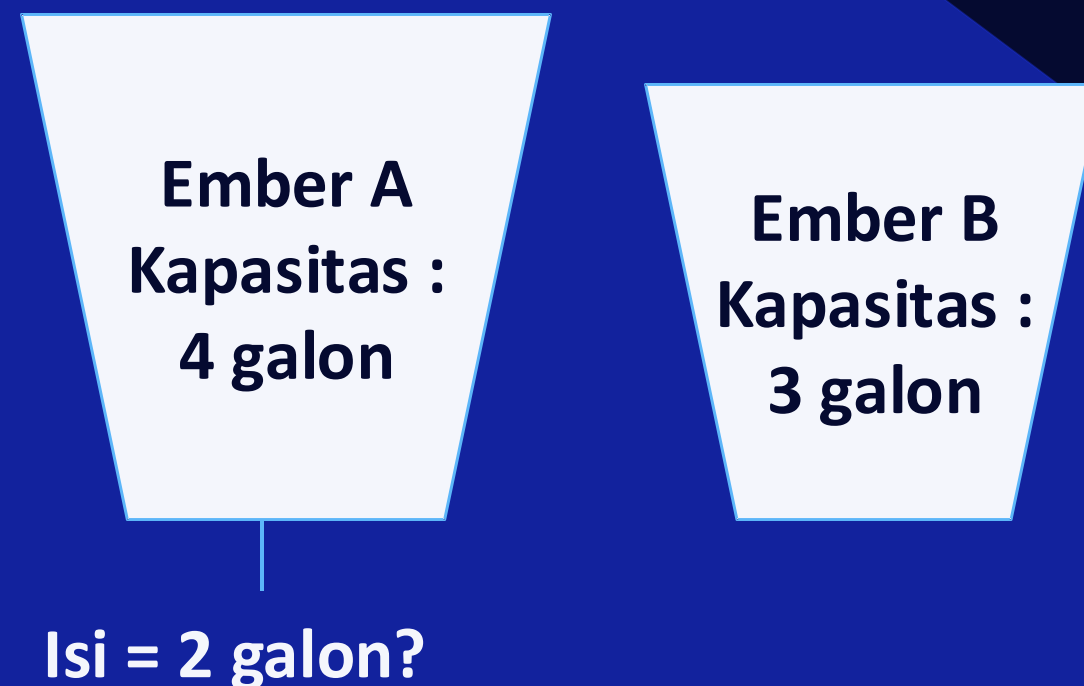 Ember A
Kapasitas :
4 galon
Ember B
Kapasitas :
3 galon
Isi = 2 galon?